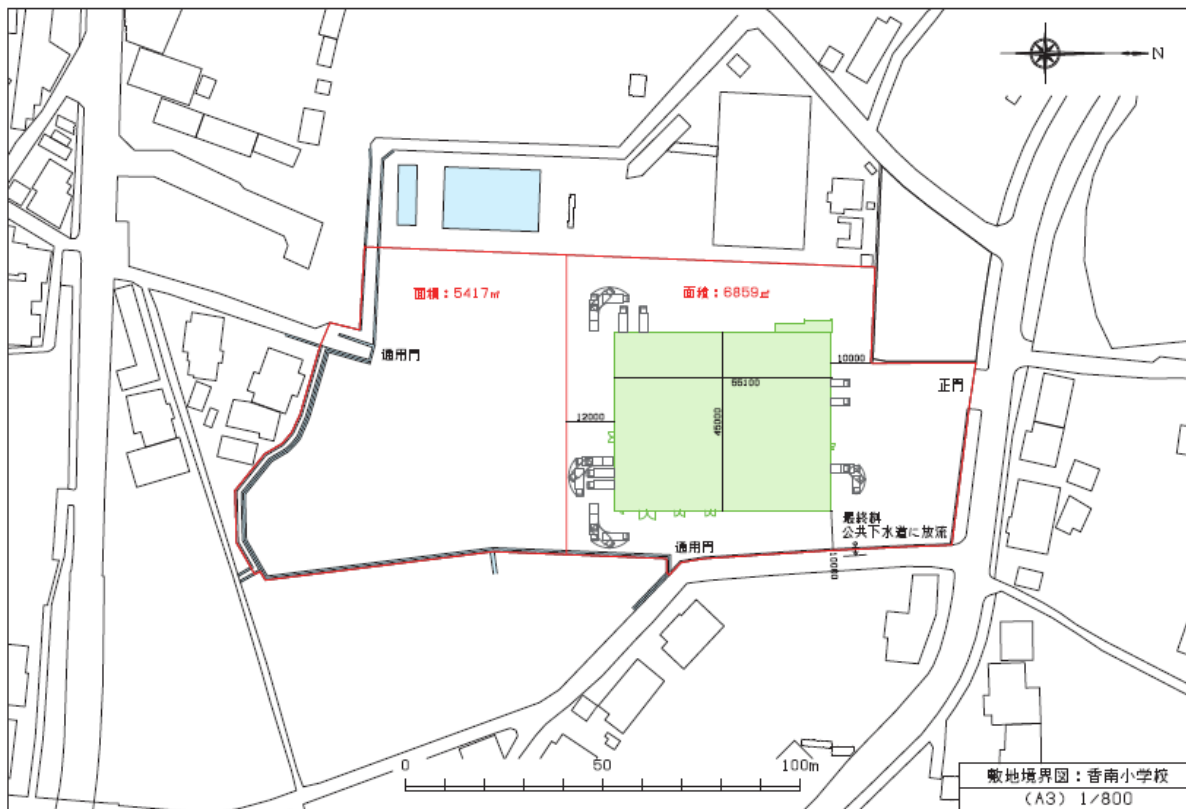 N
面積：5417㎡
面積：6859㎡
通用門
10000
55100
正門
12000
45000
最終桝
公共下水道に放流
通用門
10000
0 50 100m
敷地境界図：香南小学校
（A3） 1/800